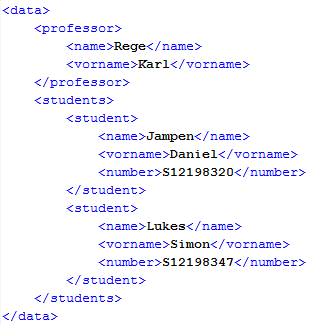 <data>
    <professor>
        <name>Rege</name>
        <vorname>Karl</vorname>
    </professor>
    <students>
        <student>
            <name>Jampen</name>
            <vorname>Daniel</vorname>
            <number>S12198320</number>
        </student>
        <student>
            <name>Lukes</name>
            <vorname>Simon</vorname>
            <number>S12198347</number>
        </student>
    </students>
</data>